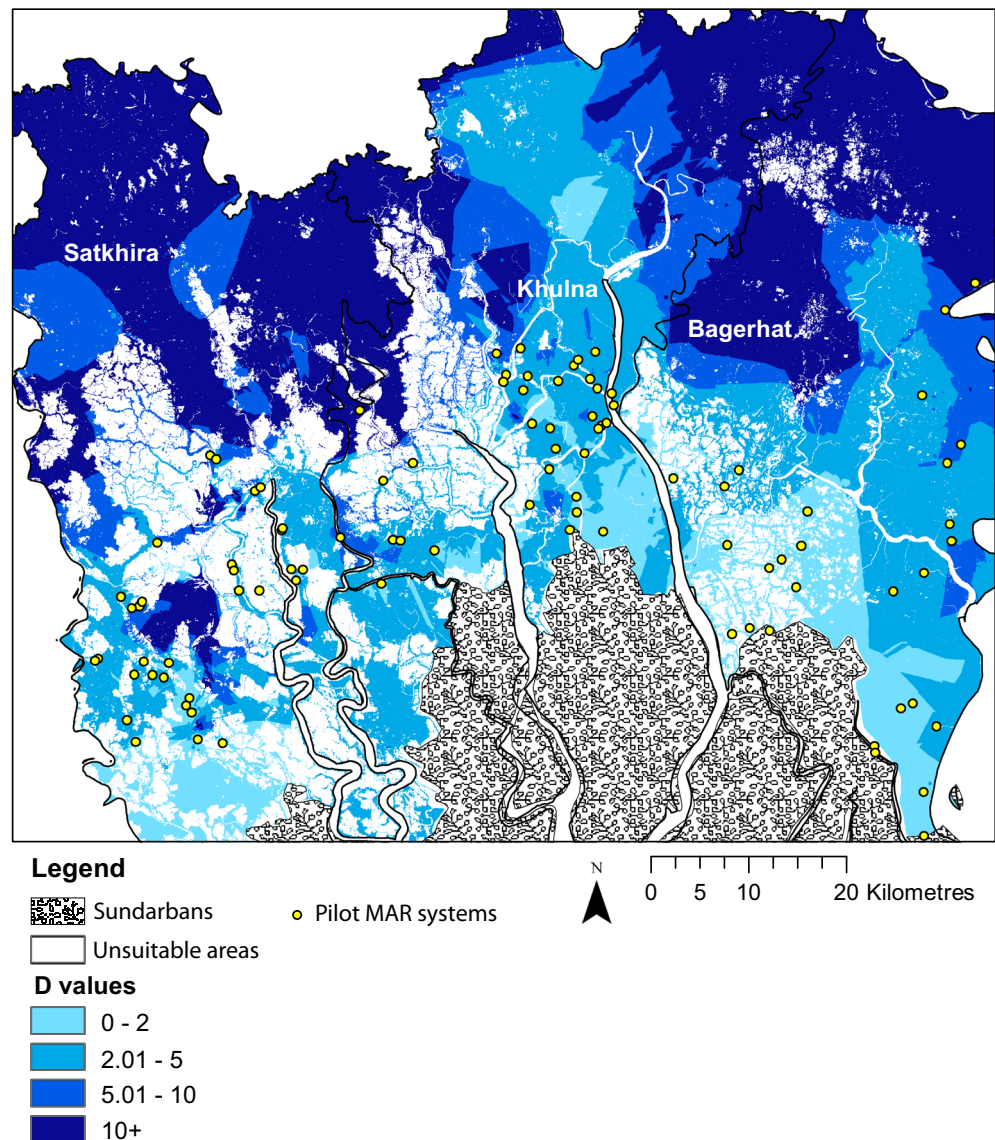 Satkhira
Khulna
Bagerhat
Legend
Sundarbans
Pilot MAR systems
Unsuitable areas
N
0 5 10 20 Kilometres
D values
0 - 2
2.01 - 5
5.01 - 10
10+